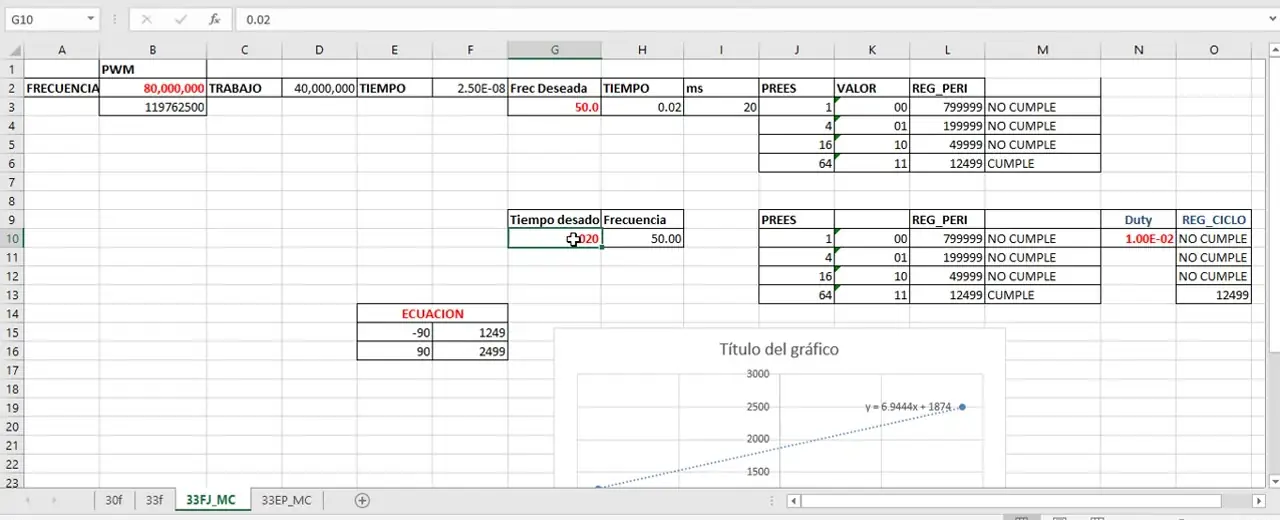 G10 fx 0.02
A B C D E F G H I J K L M N O
1 PWM
2 FRECUENCIA 80,000,000 TRABAJO 40,000,000 TIEMPO 2.50E-08 Frec Deseada TIEMPO ms PREES VALOR REG_PERI
3 119762500 50.0 0.02 20 1 00 799999 NO CUMPLE
4 4 01 199999 NO CUMPLE
5 16 10 49999 NO CUMPLE
6 64 11 12499 CUMPLE
7
8
9 Tiempo desado Frecuencia PREES REG_PERI Duty REG_CICLO
10 020 50.00 1 00 799999 NO CUMPLE 1.00E-02 NO CUMPLE
11 4 01 199999 NO CUMPLE NO CUMPLE
12 16 10 49999 NO CUMPLE NO CUMPLE
13 64 11 12499 CUMPLE 12499
14 ECUACION
15 -90 1249
16 90 2499
17 Título del gráfico
18 3000
19 2500 y = 6.9444x + 1874
20
21 2000
22
23 1500
30f 33f 33FJ_MC 33EP_MC